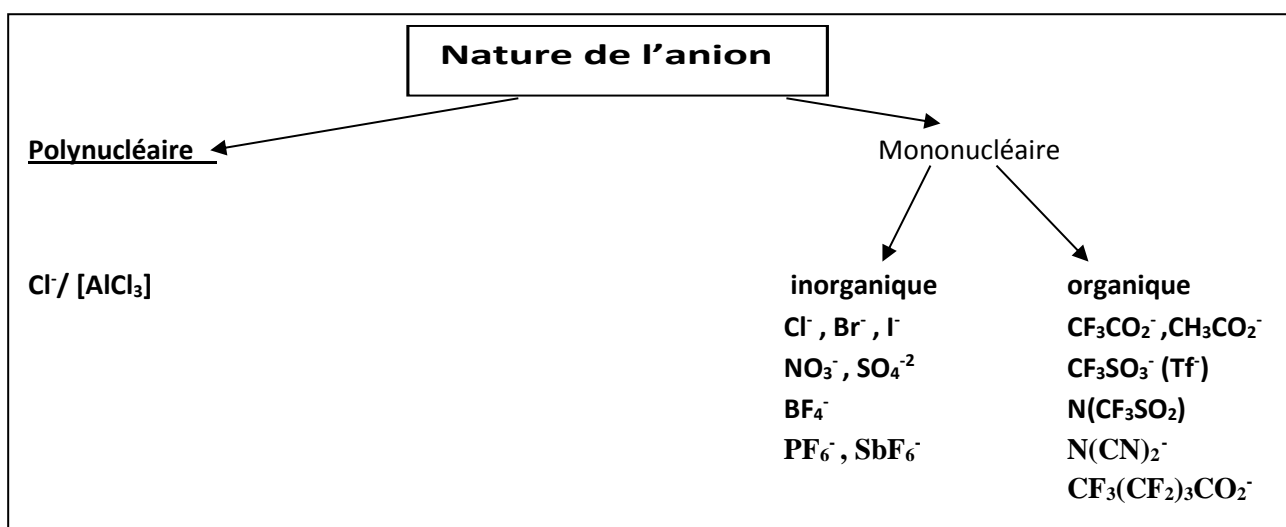 Nature de l'anion
Polynucléaire
Mononucléaire
Cl⁻/ [AlCl₃]
inorganique
Cl⁻ , Br⁻ , I⁻
NO₃⁻ , SO₄⁻²
BF₄⁻
PF₆⁻ , SbF₆⁻
organique
CF₃CO₂⁻ ,CH₃CO₂⁻
CF₃SO₃⁻ (Tf⁻)
N(CF₃SO₂)
N(CN)₂⁻
CF₃(CF₂)₃CO₂⁻